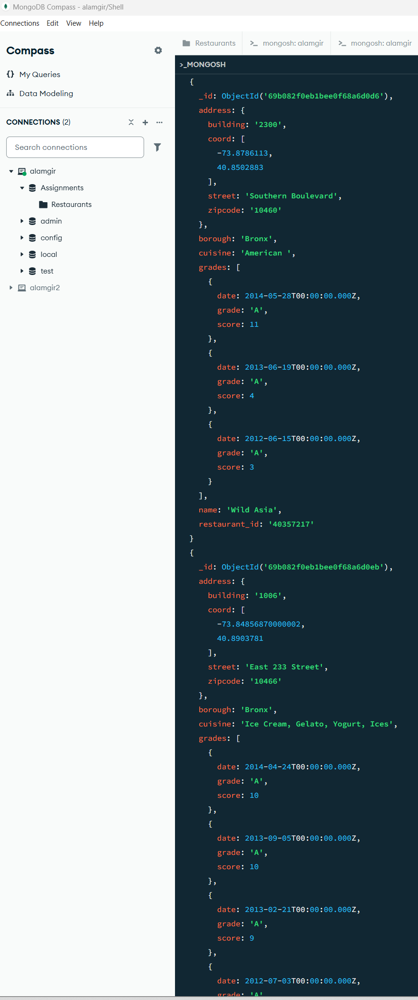 MongoDB Compass - alamgir/Shell
Connections Edit View Help
Compass
My Queries
Data Modeling
CONNECTIONS (2)
Search connections
alamgir
Assignments
Restaurants
admin
config
local
test
alamgir2
Restaurants
mongosh: alamgir
mongosh: alamgir
>_MONGOSH
{
_id: ObjectId('69b082f0eb1bee0f68a6d0d6'),
address: {
building: '2300',
coord: [
-73.8786113,
40.8502883
],
street: 'Southern Boulevard',
zipcode: '10460'
},
borough: 'Bronx',
cuisine: 'American ',
grades: [
{
date: 2014-05-28T00:00:00.000Z,
grade: 'A',
score: 11
},
{
date: 2013-06-19T00:00:00.000Z,
grade: 'A',
score: 4
},
{
date: 2012-06-15T00:00:00.000Z,
grade: 'A',
score: 3
}
],
name: 'Wild Asia',
restaurant_id: '40357217'
}
{
_id: ObjectId('69b082f0eb1bee0f68a6d0eb'),
address: {
building: '1006',
coord: [
-73.84856870000002,
40.8903781
],
street: 'East 233 Street',
zipcode: '10466'
},
borough: 'Bronx',
cuisine: 'Ice Cream, Gelato, Yogurt, Ices',
grades: [
{
date: 2014-04-24T00:00:00.000Z,
grade: 'A',
score: 10
},
{
date: 2013-09-05T00:00:00.000Z,
grade: 'A',
score: 10
},
{
date: 2013-02-21T00:00:00.000Z,
grade: 'A',
score: 9
},
{
date: 2012-07-03T00:00:00.000Z,
grade: 'A'